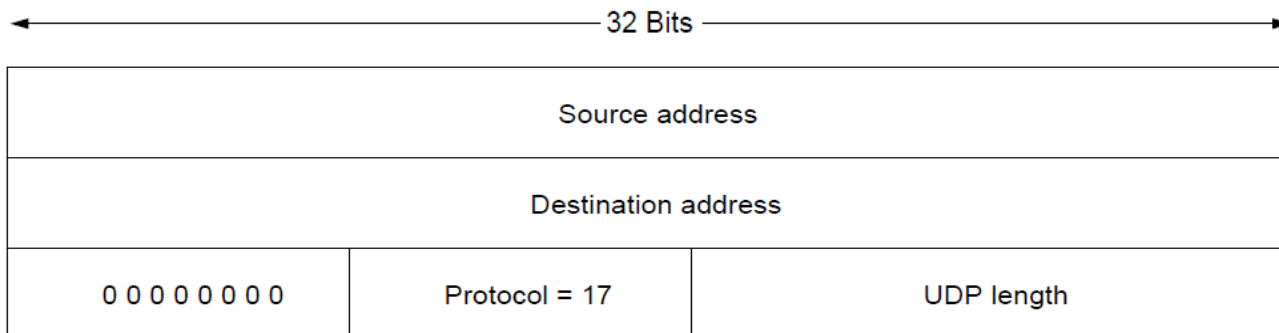 32 Bits
Source address
Destination address
0 0 0 0 0 0 0 0 Protocol = 17 UDP length